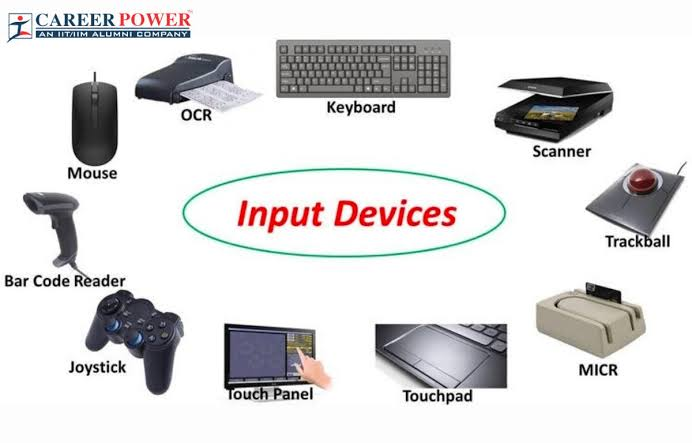 CAREER POWER
AN IIT/IIM ALUMNI COMPANY
OCR
Keyboard
Mouse
Scanner
Input Devices
Trackball
Bar Code Reader
Joystick
Touch Panel
Touchpad
MICR